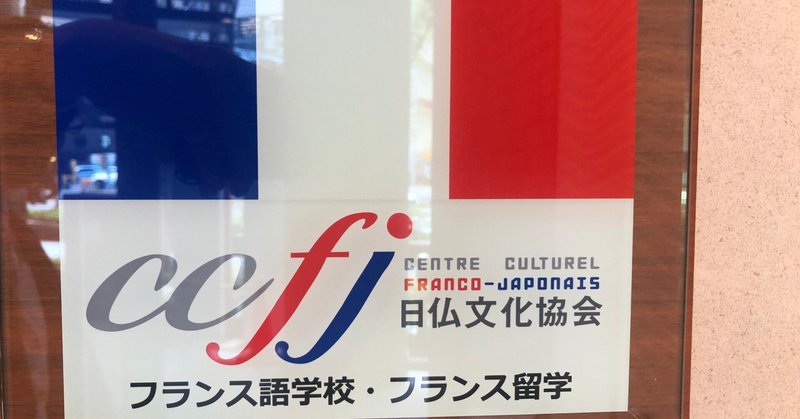 ccfj
CENTRE CULTUREL
FRANCO-JAPONAIS
日仏文化協会
フランス語学校・フランス留学